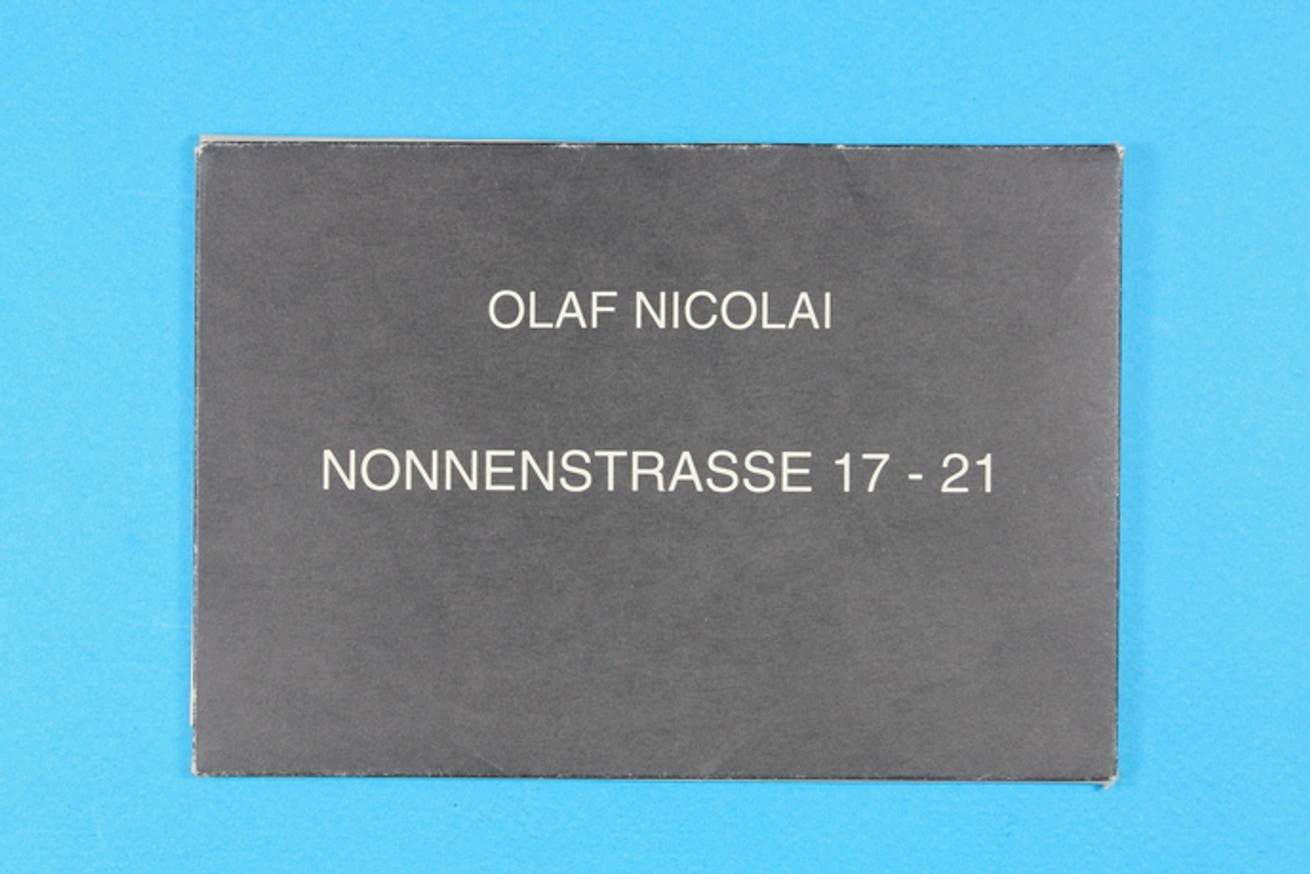 OLAF NICOLAI
NONNENSTRASSE 17 - 21